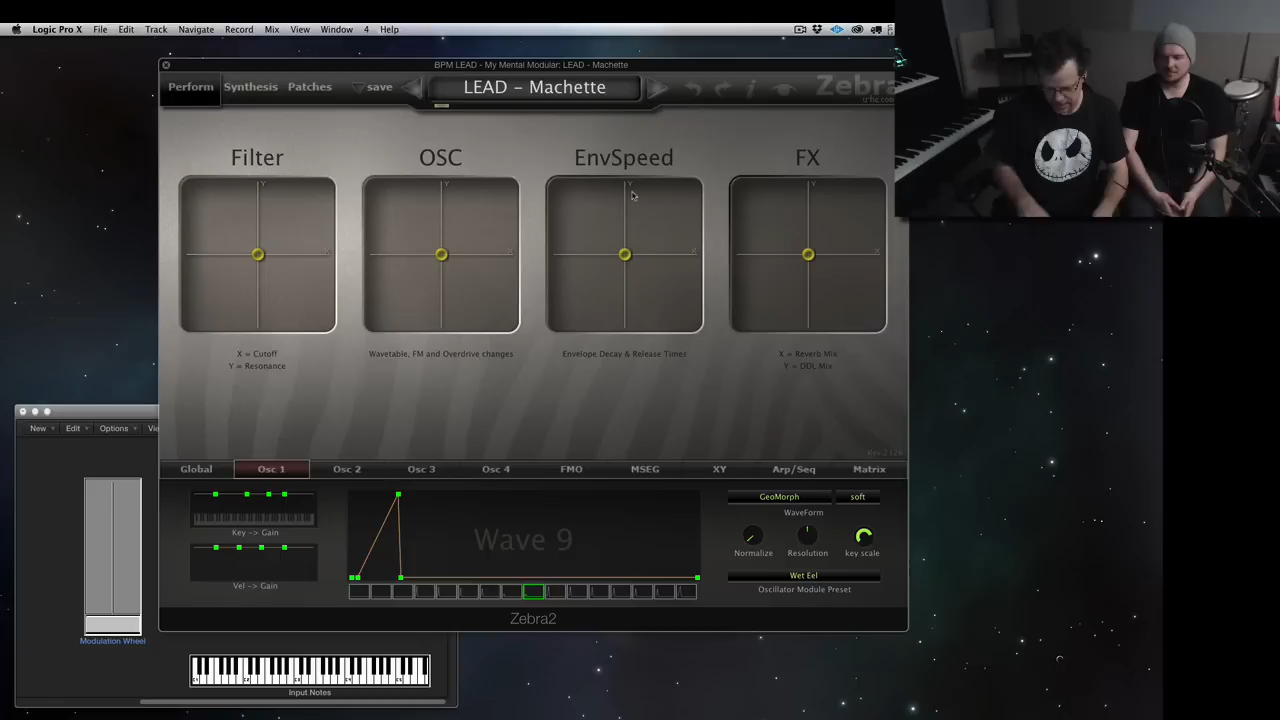 Logic Pro X File Edit Track Navigate Record Mix View Window 4 Help
BPM LEAD - My Mental Modular: LEAD - Machette
Perform Synthesis Patches save LEAD - Machette Zebra
u-he.com
Filter OSC EnvSpeed FX
Y Y Y Y
X X X X
X = Cutoff
Y = Resonance
Wavetable, FM and Overdrive changes
Envelope Decay & Release Times
X = Reverb Mix
Y = DDL Mix
New Edit Options
Global Osc 1 Osc 2 Osc 3 Osc 4 FMO MSEG XY Arp/Seq Matrix
Key -> Gain
Vel -> Gain
Wave 9
GeoMorph soft
WaveForm
Normalize Resolution key scale
Wet Eel
Oscillator Module Preset
Zebra2
Modulation Wheel
Input Notes